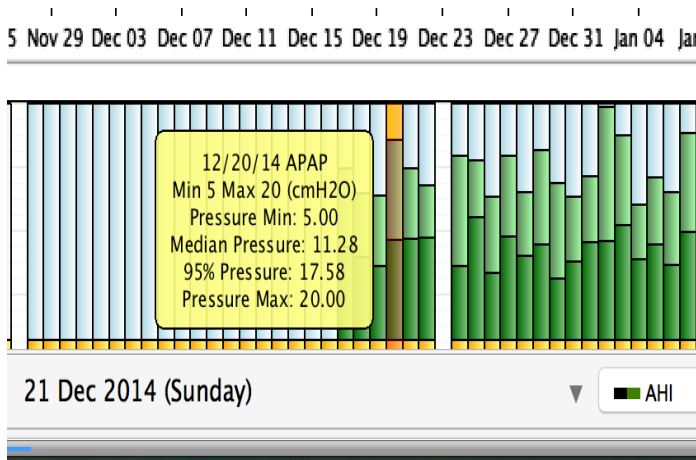 5 Nov 29 Dec 03 Dec 07 Dec 11 Dec 15 Dec 19 Dec 23 Dec 27 Dec 31 Jan 04 Jan
12/20/14 APAP
Min 5 Max 20 (cmH2O)
Pressure Min: 5.00
Median Pressure: 11.28
95% Pressure: 17.58
Pressure Max: 20.00
21 Dec 2014 (Sunday)
AHI